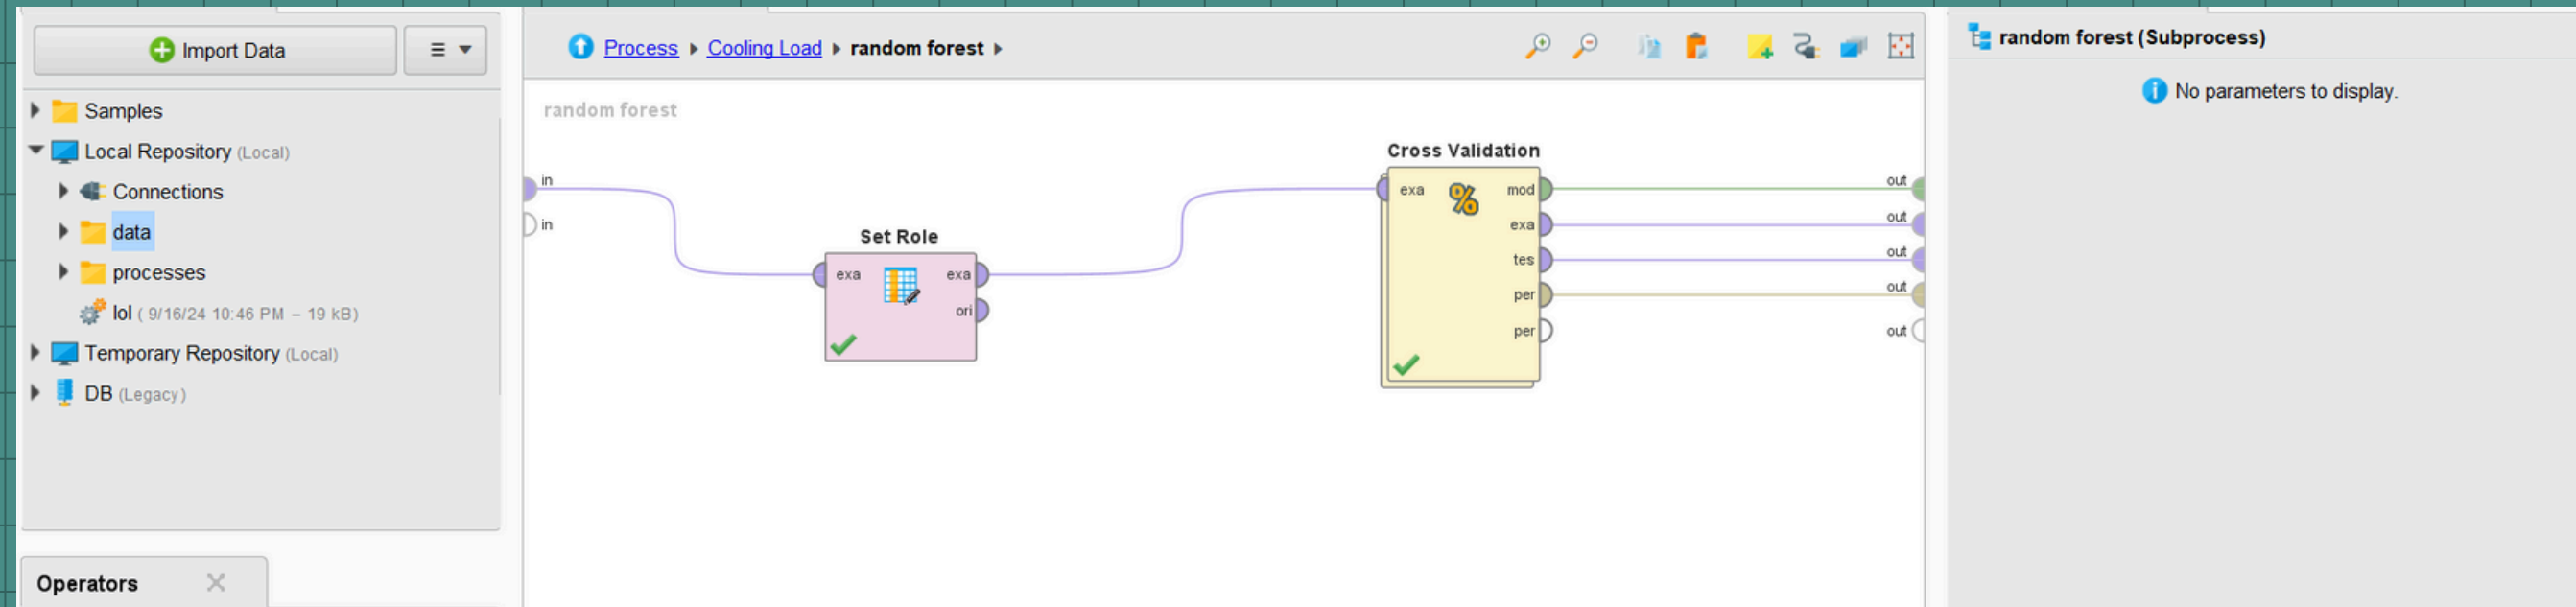 Import Data
Samples
Local Repository (Local)
Connections
data
processes
lol ( 9/16/24 10:46 PM – 19 kB)
Temporary Repository (Local)
DB (Legacy)
Operators
Process Cooling Load random forest
random forest
in
in
Set Role
exa exa
ori
Cross Validation
exa mod
exa
tes
per
per
out
out
out
out
out
random forest (Subprocess)
No parameters to display.